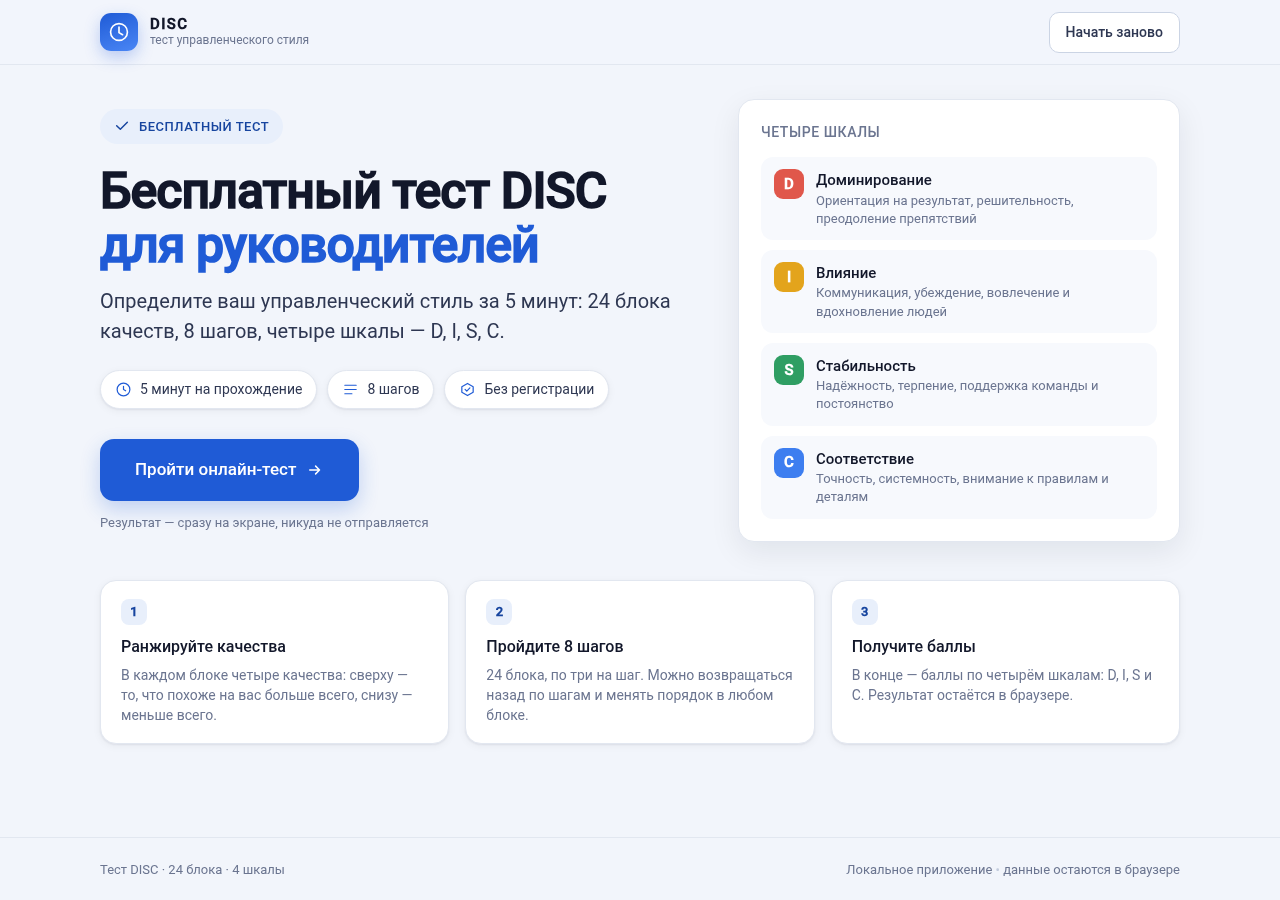 DISC
тест управленческого стиля
Начать заново
БЕСПЛАТНЫЙ ТЕСТ
Бесплатный тест DISC
для руководителей
Определите ваш управленческий стиль за 5 минут: 24 блока
качеств, 8 шагов, четыре шкалы — D, I, S, C.
5 минут на прохождение
8 шагов
Без регистрации
Пройти онлайн-тест →
Результат — сразу на экране, никуда не отправляется
ЧЕТЫРЕ ШКАЛЫ
D
Доминирование
Ориентация на результат, решительность,
преодоление препятствий
I
Влияние
Коммуникация, убеждение, вовлечение и
вдохновление людей
S
Стабильность
Надёжность, терпение, поддержка команды и
постоянство
C
Соответствие
Точность, системность, внимание к правилам и
деталям
1
Ранжируйте качества
В каждом блоке четыре качества: сверху —
то, что похоже на вас больше всего, снизу —
меньше всего.
2
Пройдите 8 шагов
24 блока, по три на шаг. Можно возвращаться
назад по шагам и менять порядок в любом
блоке.
3
Получите баллы
В конце — баллы по четырём шкалам: D, I, S и
C. Результат остаётся в браузере.
Тест DISC · 24 блока · 4 шкалы
Локальное приложение · данные остаются в браузере